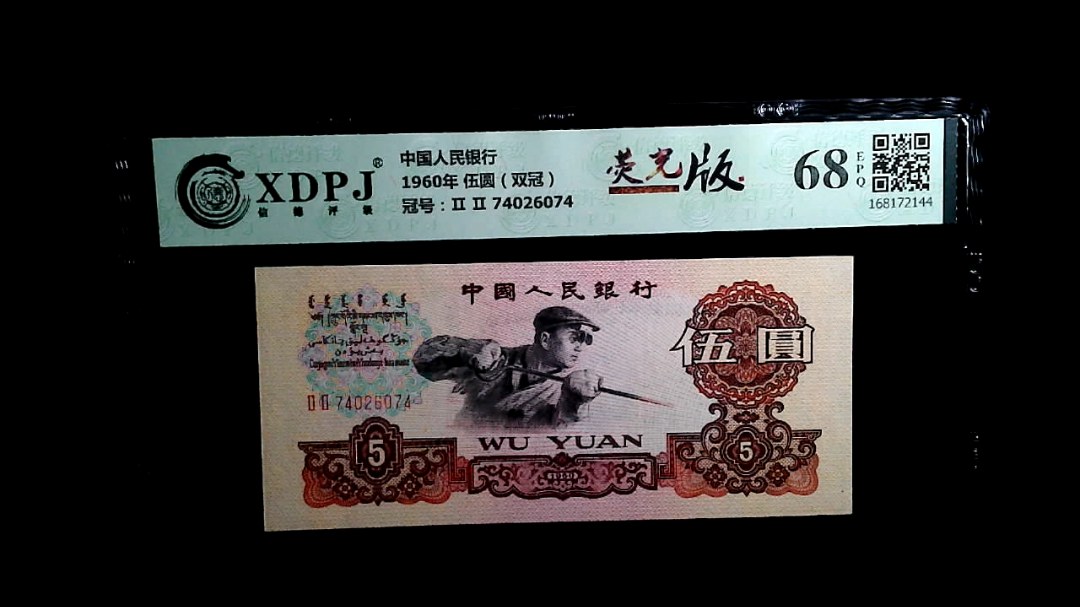 XDPJ®
信德评级
中国人民银行
1960年 伍圆（双冠）
冠号：II II 74026074
荧光版
68
EPQ
168172144
中國人民銀行
伍圓
II II 74026074
WU YUAN
5
1960
5